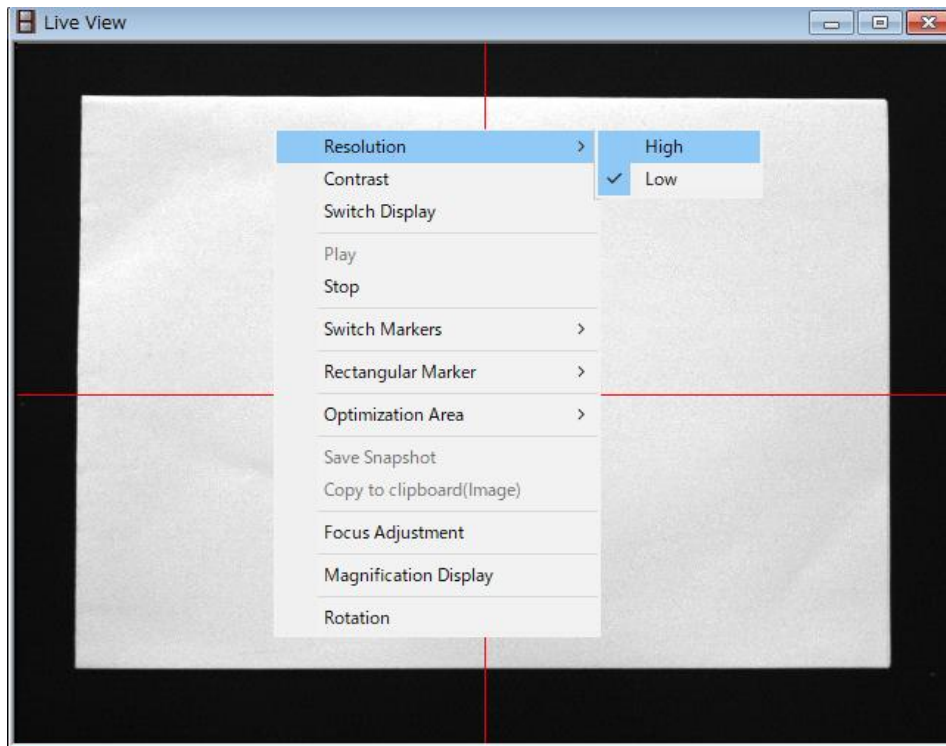 Live View
Resolution
High
Contrast
Low
Switch Display
Play
Stop
Switch Markers
Rectangular Marker
Optimization Area
Save Snapshot
Copy to clipboard(Image)
Focus Adjustment
Magnification Display
Rotation